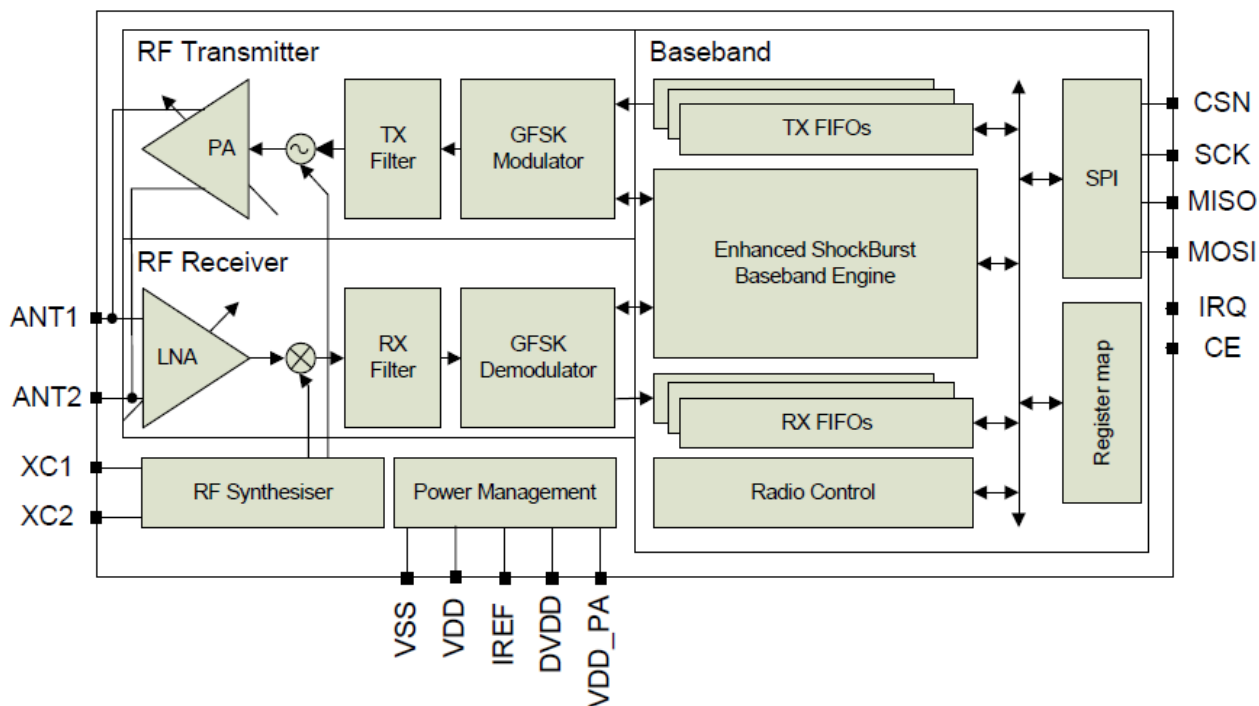 RF Transmitter
Baseband
PA
TX
Filter
GFSK
Modulator
TX FIFOs
SPI
CSN
SCK
MISO
MOSI
Enhanced ShockBurst
Baseband Engine
RF Receiver
ANT1
ANT2
LNA
RX
Filter
GFSK
Demodulator
RX FIFOs
Register map
IRQ
CE
XC1
XC2
RF Synthesiser
Power Management
Radio Control
VSS
VDD
IREF
DVDD
VDD_PA